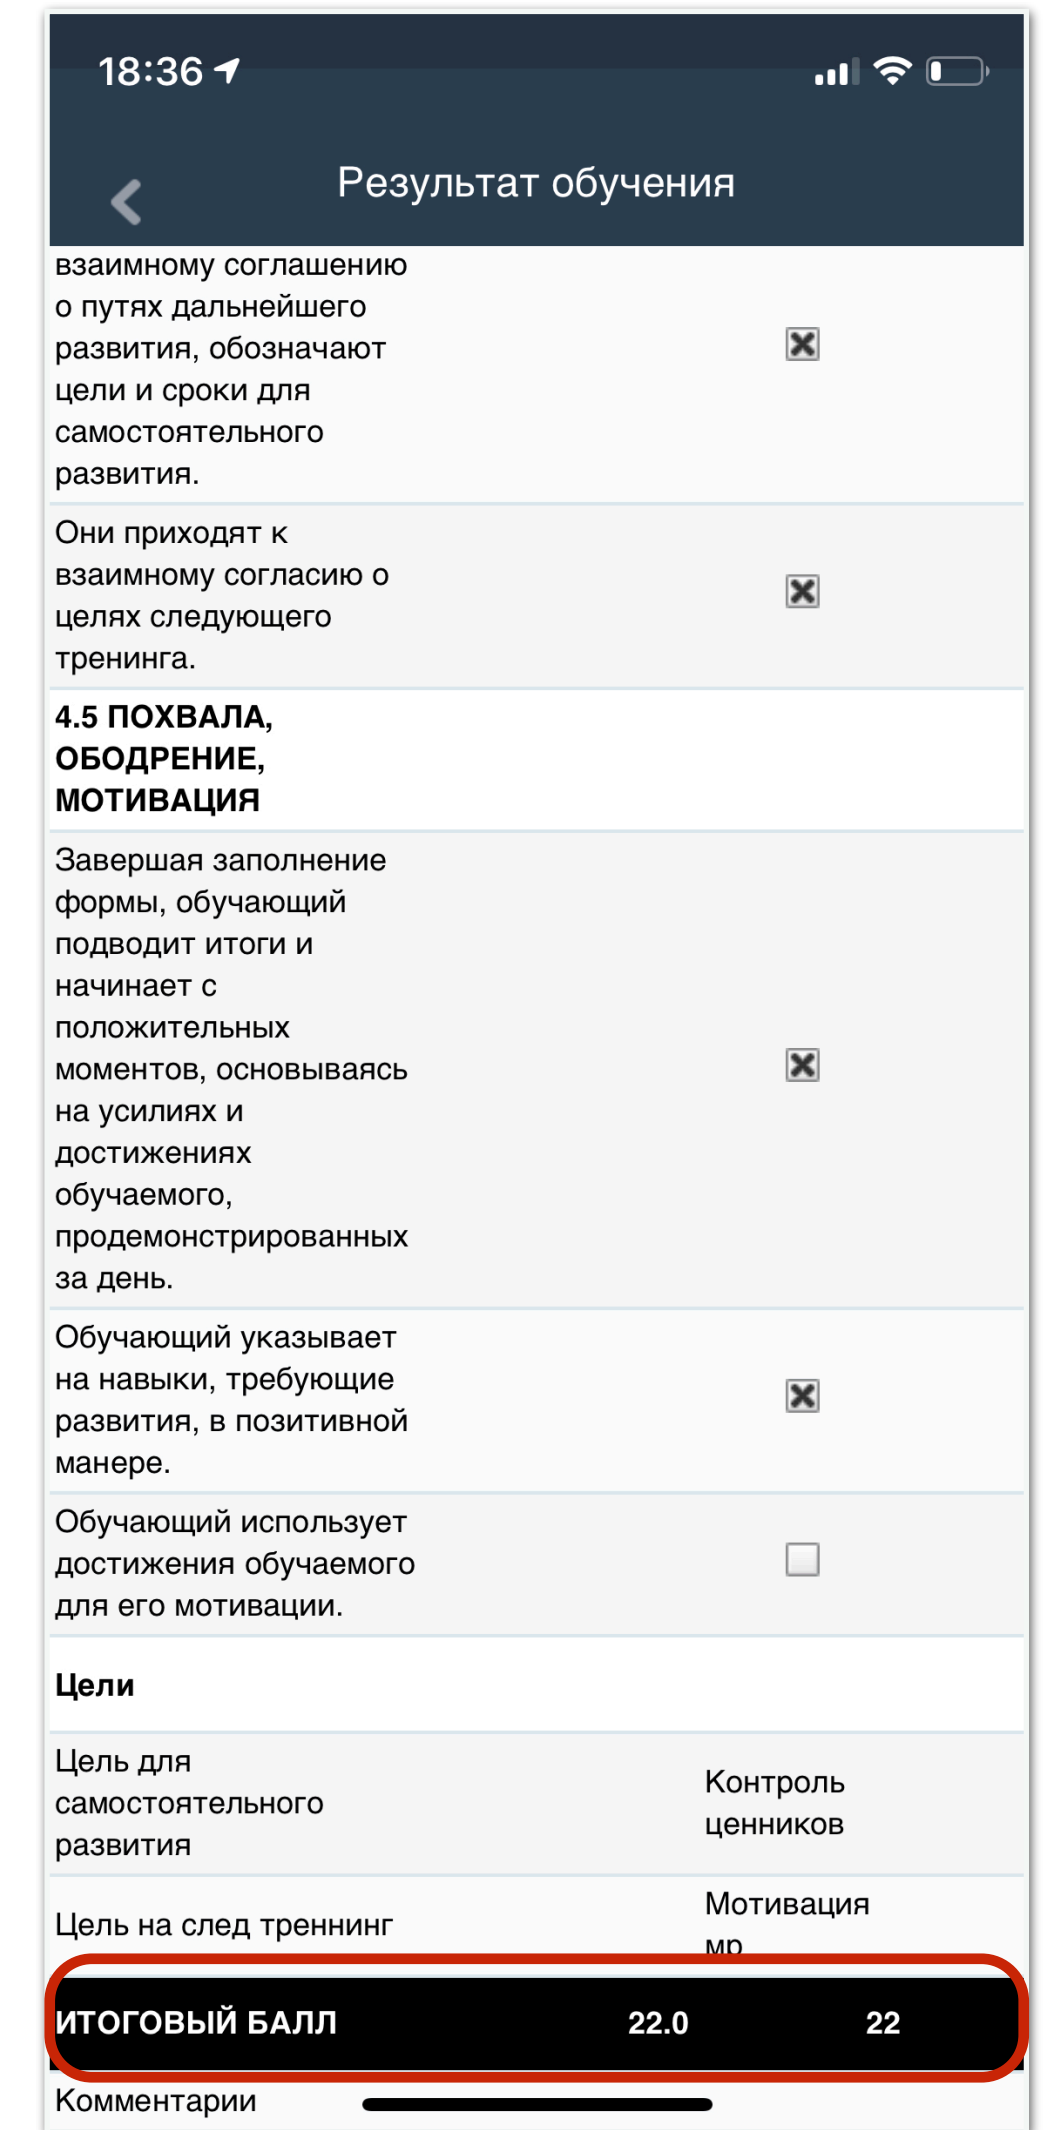 18:36
Результат обучения
взаимному соглашению
о путях дальнейшего
развития, обозначают
цели и сроки для
самостоятельного
развития.
Они приходят к
взаимному согласию о
целях следующего
тренинга.
4.5 ПОХВАЛА,
ОБОДРЕНИЕ,
МОТИВАЦИЯ
Завершая заполнение
формы, обучающий
подводит итоги и
начинает с
положительных
моментов, основываясь
на усилиях и
достижениях
обучаемого,
продемонстрированных
за день.
Обучающий указывает
на навыки, требующие
развития, в позитивной
манере.
Обучающий использует
достижения обучаемого
для его мотивации.
Цели
Цель для
самостоятельного
развития
Контроль
ценников
Цель на след треннинг
Мотивация
мр
ИТОГОВЫЙ БАЛЛ 22.0 22
Комментарии